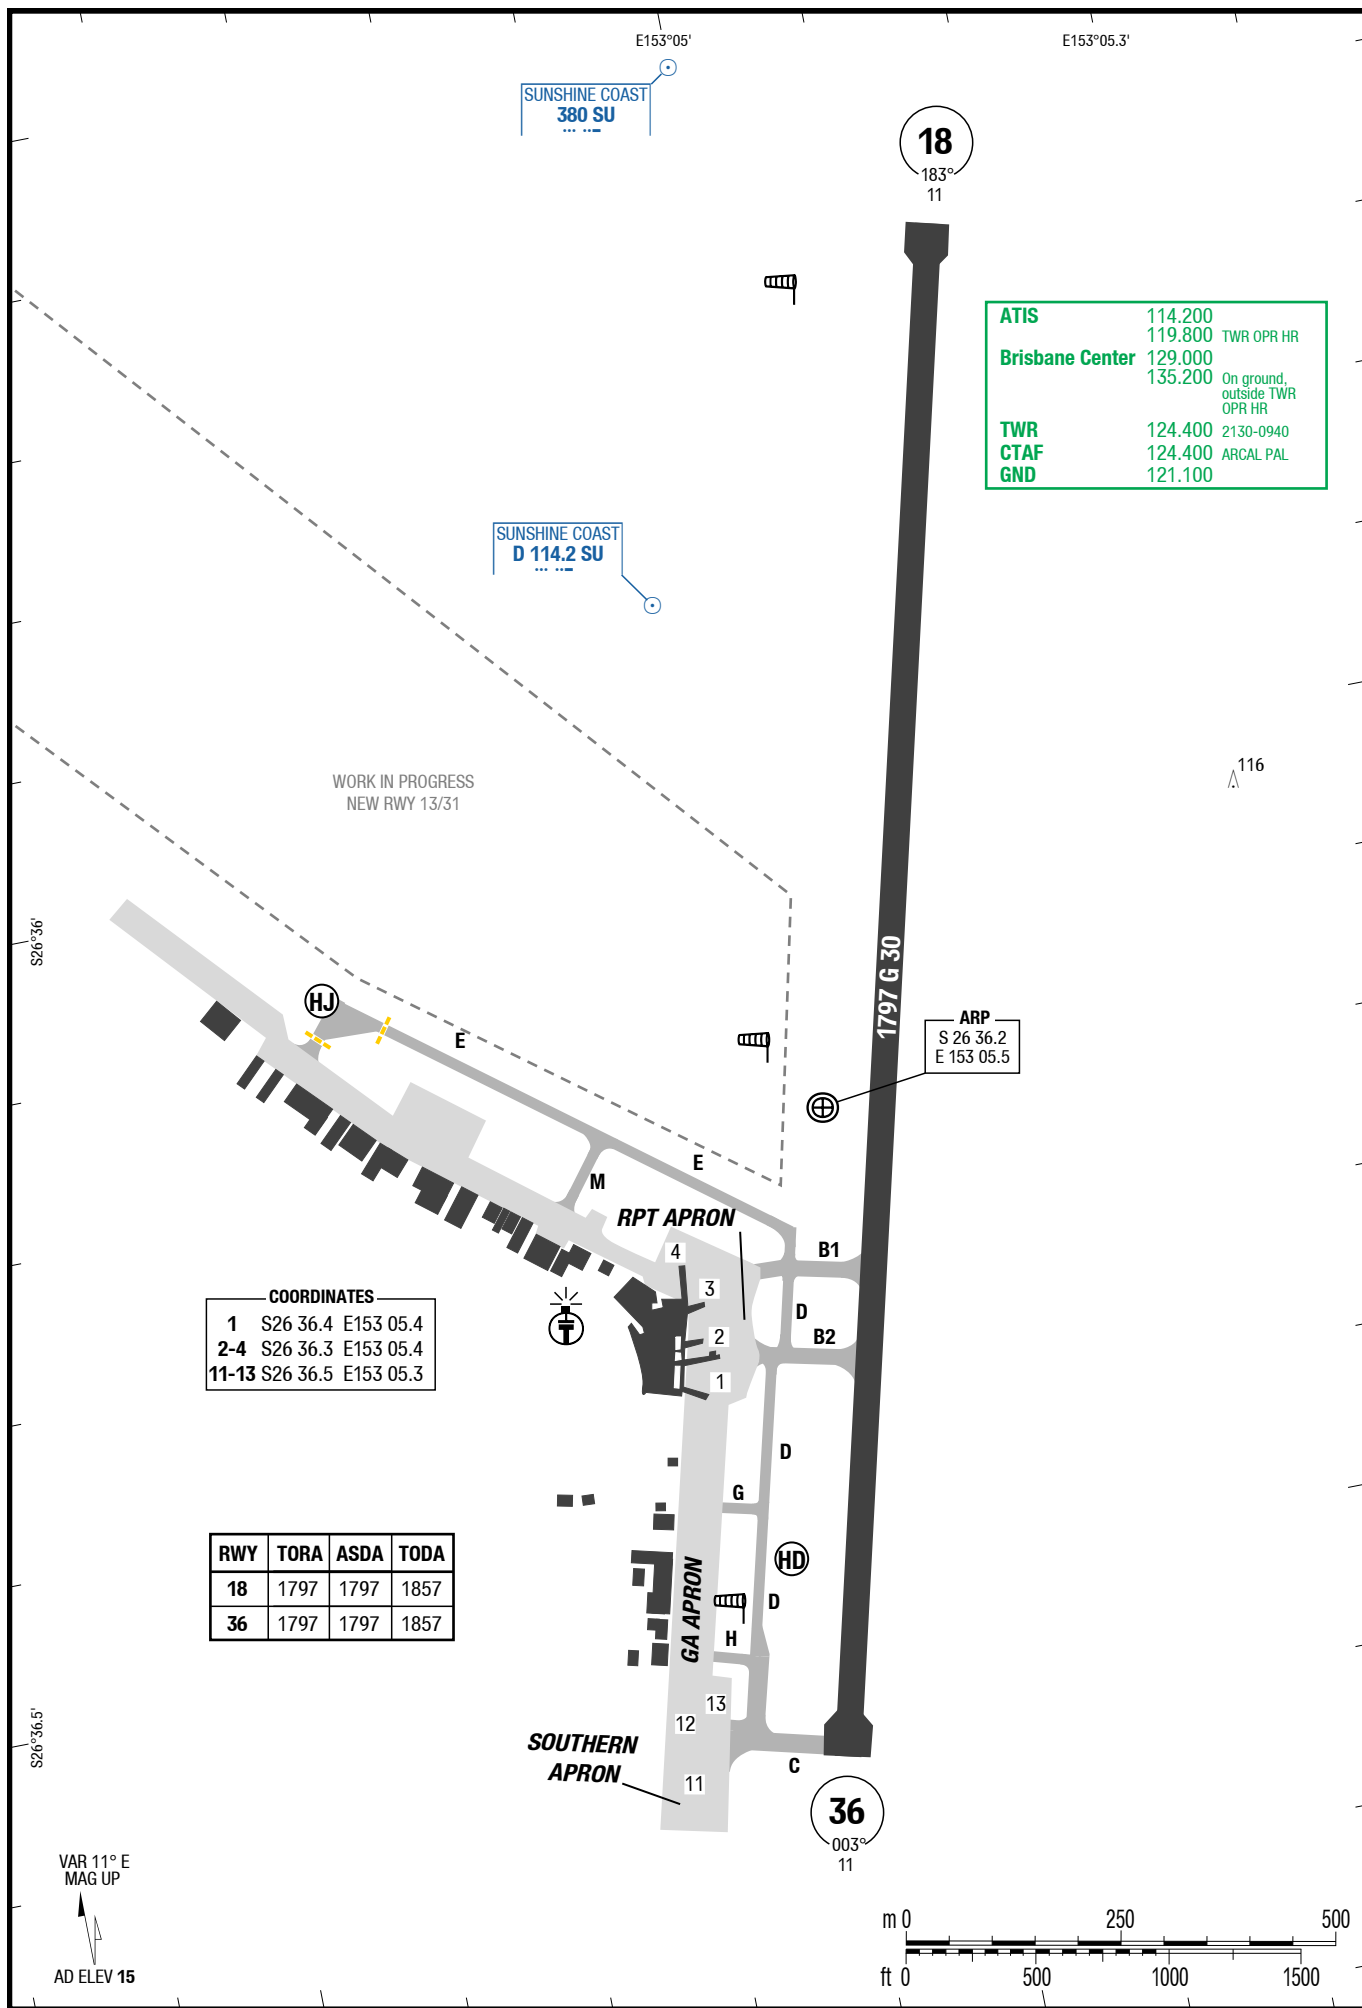 E153°05'
E153°05.3'
SUNSHINE COAST
380 SU
18
183°
11
ATIS 114.200
119.800 TWR OPR HR
Brisbane Center 129.000
135.200 On ground,
outside TWR
OPR HR
TWR 124.400 2130-0940
CTAF 124.400 ARCAL PAL
GND 121.100
SUNSHINE COAST
D 114.2 SU
WORK IN PROGRESS
NEW RWY 13/31
116
S26°36'
1797 G 30
HJ
E
ARP
S 26 36.2
E 153 05.5
E
M
RPT APRON
B1
4
3
D
2
B2
1
COORDINATES
1 S26 36.4 E153 05.4
2-4 S26 36.3 E153 05.4
11-13 S26 36.5 E153 05.3
D
G
RWY TORA ASDA TODA
18 1797 1797 1857
36 1797 1797 1857
HD
GA APRON
D
H
13
12
S26°36.5'
SOUTHERN
APRON
C
11
36
003°
11
VAR 11° E
MAG UP
AD ELEV 15
m 0 250 500
ft 0 500 1000 1500